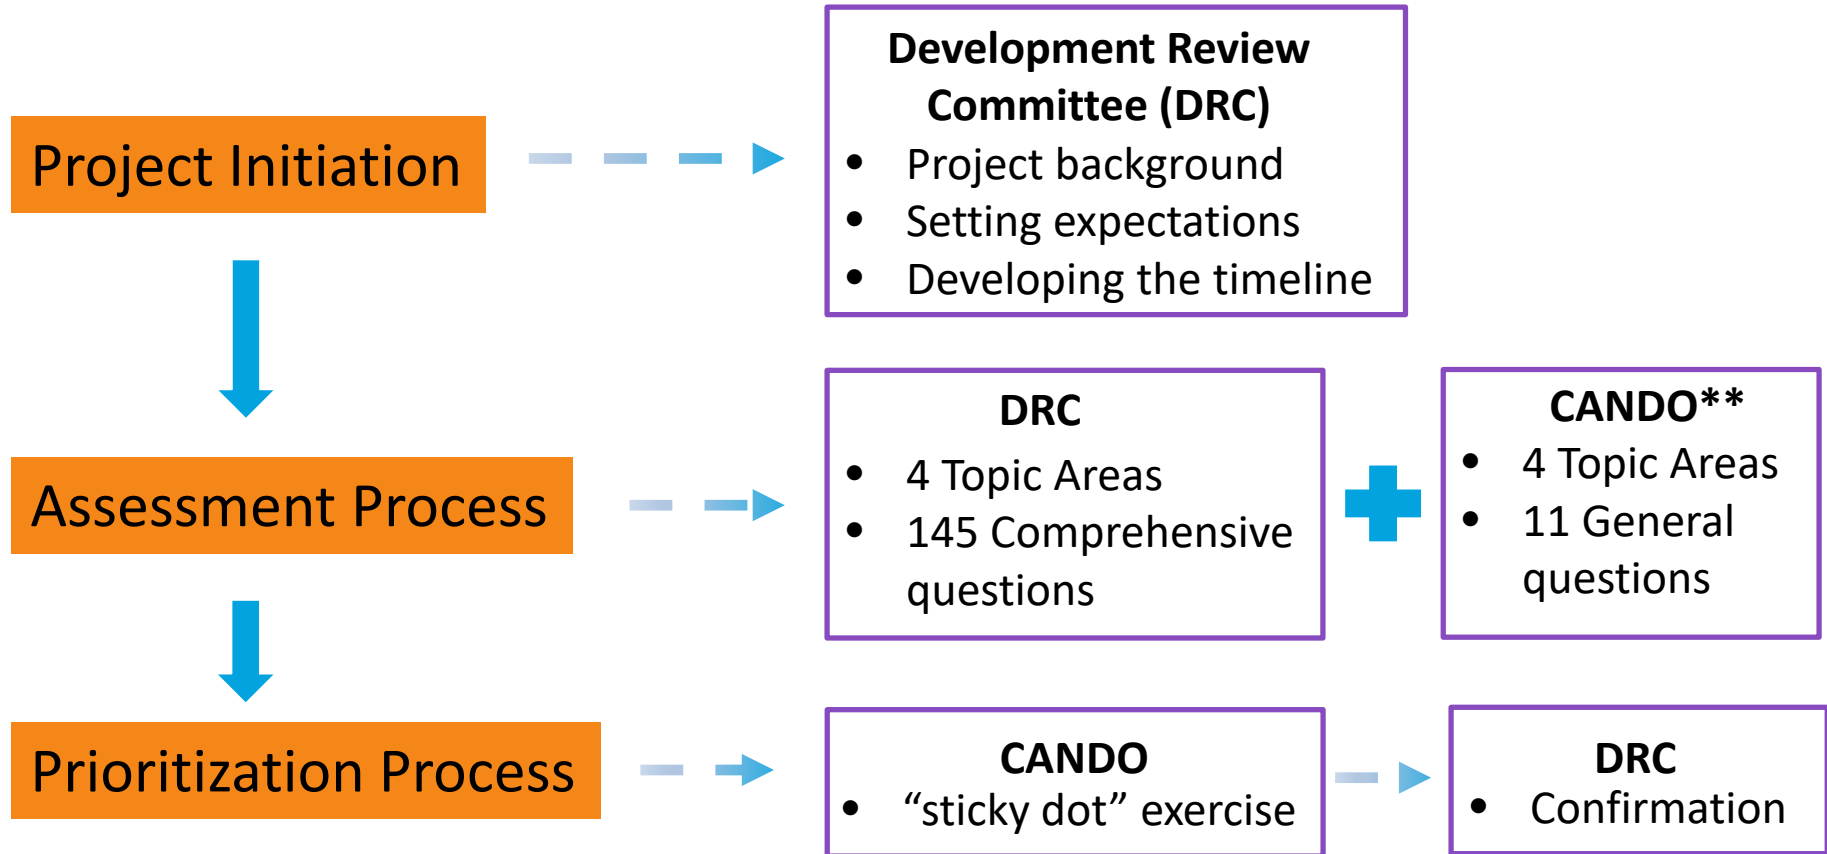 Project Initiation
Development Review
Committee (DRC)
• Project background
• Setting expectations
• Developing the timeline
Assessment Process
DRC
• 4 Topic Areas
• 145 Comprehensive
questions
CANDO**
• 4 Topic Areas
• 11 General
questions
Prioritization Process
CANDO
• “sticky dot” exercise
DRC
• Confirmation